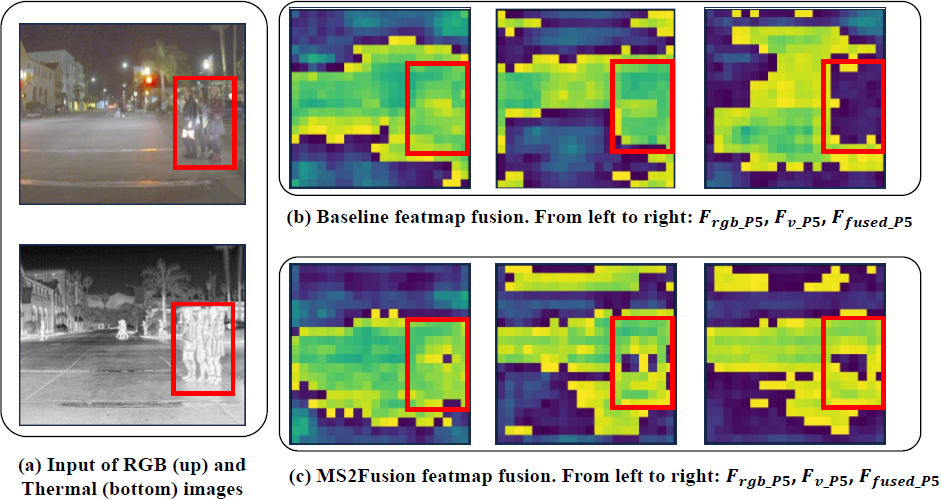 (b) Baseline featmap fusion. From left to right: F_rgb_P5, F_v_P5, F_fused_P5
(a) Input of RGB (up) and
Thermal (bottom) images
(c) MS2Fusion featmap fusion. From left to right: F_rgb_P5, F_v_P5, F_fused_P5